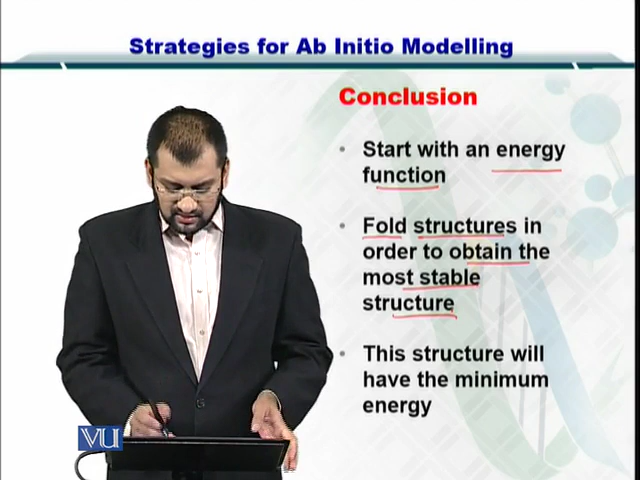 Strategies for Ab Initio Modelling
Conclusion
• Start with an energy
function
• Fold structures in
order to obtain the
most stable
structure
• This structure will
have the minimum
energy
VU